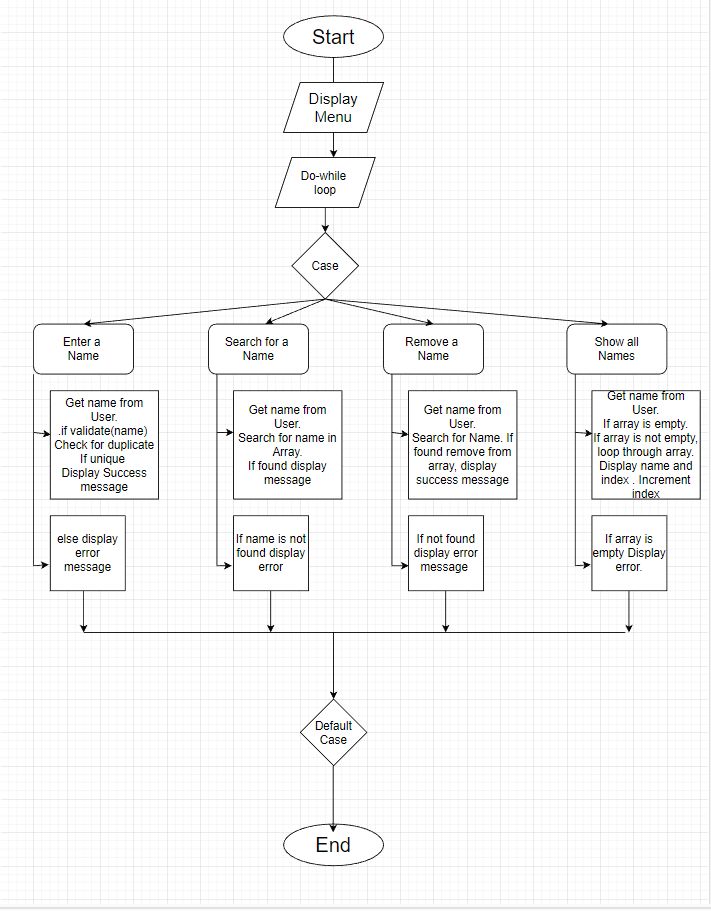 Start
Display
Menu
Do-while
loop
Case
Enter a
Name
Search for a
Name
Remove a
Name
Show all
Names
Get name from
User.
.if validate(name)
Check for duplicate
If unique
Display Success
message
Get name from
User.
Search for name in
Array.
If found display
message
Get name from
User.
Search for Name. If
found remove from
array, display
success message
Get name from
User.
If array is empty.
If array is not empty,
loop through array.
Display name and
index . Increment
index
else display
error
message
If name is not
found display
error
If not found
display error
message
If array is
empty Display
error.
Default
Case
End